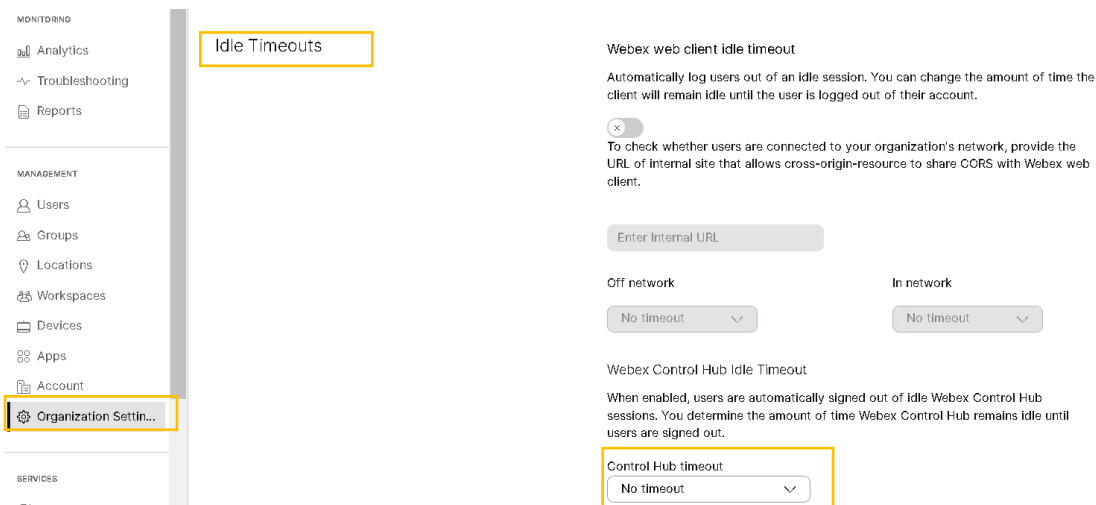 MONITORING
Analytics
Troubleshooting
Reports
MANAGEMENT
Users
Groups
Locations
Workspaces
Devices
Apps
Account
Organization Settin...
SERVICES
Idle Timeouts
Webex web client idle timeout
Automatically log users out of an idle session. You can change the amount of time the
client will remain idle until the user is logged out of their account.
To check whether users are connected to your organization's network, provide the
URL of internal site that allows cross-origin-resource to share CORS with Webex web
client.
Enter Internal URL
Off network
In network
No timeout
No timeout
Webex Control Hub Idle Timeout
When enabled, users are automatically signed out of idle Webex Control Hub
sessions. You determine the amount of time Webex Control Hub remains idle until
users are signed out.
Control Hub timeout
No timeout